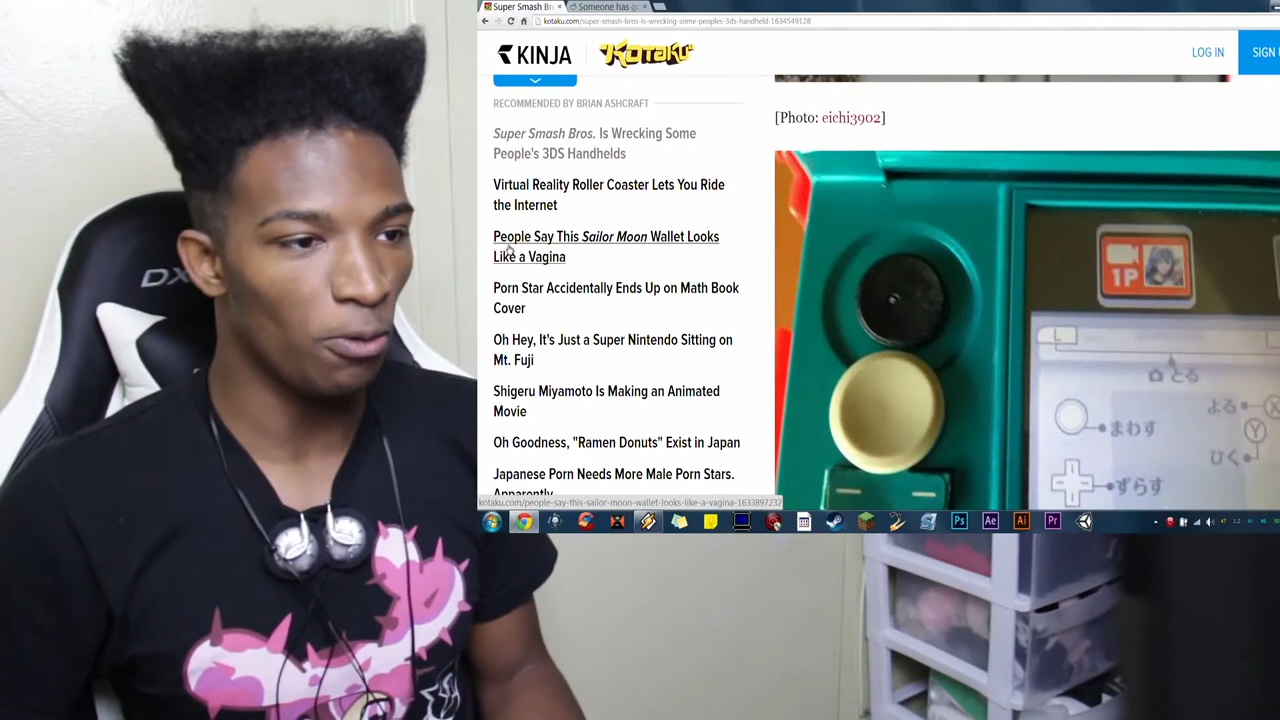 Super Smash Br
Someone has g
kotaku.com/super-smash-bros-is-wrecking-some-peoples-3ds-handheld-1634549128
KINJA
KOTAKU
LOG IN
SIGN
RECOMMENDED BY BRIAN ASHCRAFT
Super Smash Bros. Is Wrecking Some
People's 3DS Handhelds
Virtual Reality Roller Coaster Lets You Ride
the Internet
People Say This Sailor Moon Wallet Looks
Like a Vagina
Porn Star Accidentally Ends Up on Math Book
Cover
Oh Hey, It's Just a Super Nintendo Sitting on
Mt. Fuji
Shigeru Miyamoto Is Making an Animated
Movie
Oh Goodness, "Ramen Donuts" Exist in Japan
Japanese Porn Needs More Male Porn Stars.
Apparently
kotaku.com/people-say-this-sailor-moon-wallet-looks-like-a-vagina-1633897232
[Photo: eichi3902]
1P
L
とる
よる
X
まわす
Y
ひく
ずらす
DX
Ps
Ae
Ai
Pr